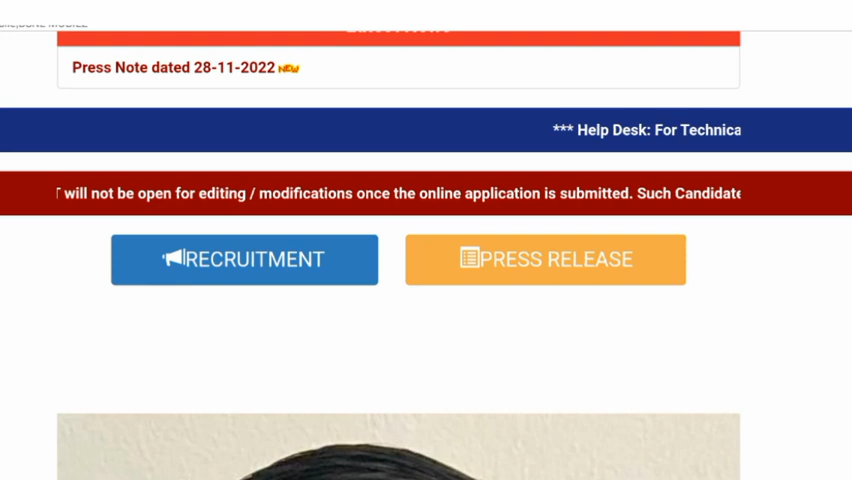 Press Note dated 28-11-2022 NEW
*** Help Desk: For Technica
will not be open for editing / modifications once the online application is submitted. Such Candidate
RECRUITMENT
PRESS RELEASE